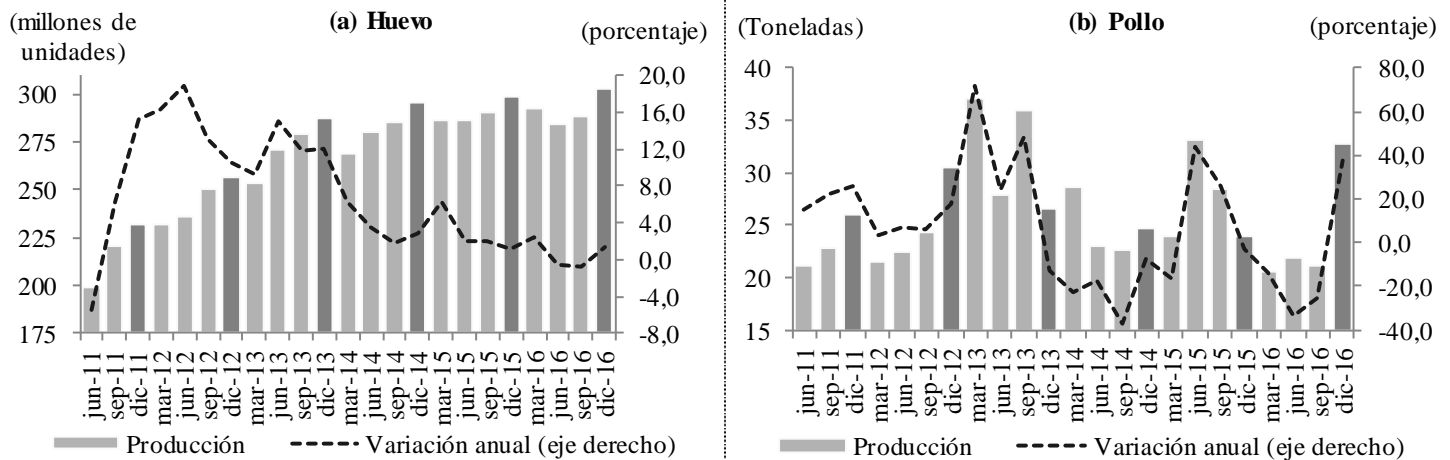 (millones de
unidades)
(a) Huevo
(porcentaje)
300
275
250
225
200
175
20,0
16,0
12,0
8,0
4,0
0,0
-4,0
-8,0
jun-11
sep-11
dic-11
mar-12
jun-12
sep-12
dic-12
mar-13
jun-13
sep-13
dic-13
mar-14
jun-14
sep-14
dic-14
mar-15
jun-15
sep-15
dic-15
mar-16
jun-16
sep-16
dic-16
Producción
Variación anual (eje derecho)
(Toneladas)
(b) Pollo
(porcentaje)
40
35
30
25
20
15
80,0
60,0
40,0
20,0
0,0
-20,0
-40,0
jun-11
sep-11
dic-11
mar-12
jun-12
sep-12
dic-12
mar-13
jun-13
sep-13
dic-13
mar-14
jun-14
sep-14
dic-14
mar-15
jun-15
sep-15
dic-15
mar-16
jun-16
sep-16
dic-16
Producción
Variación anual (eje derecho)